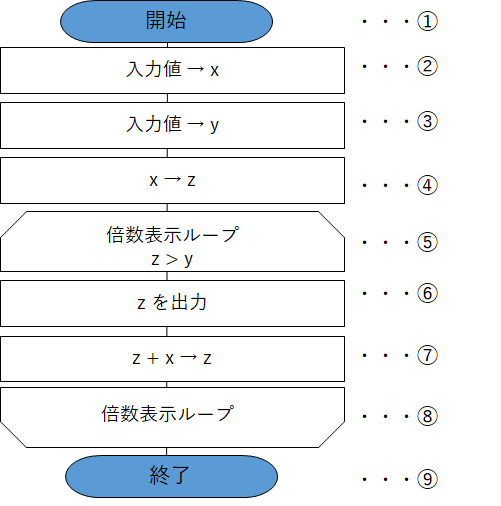 開始 ・・・①
入力値 → x ・・・②
入力値 → y ・・・③
x → z ・・・④
倍数表示ループ
z > y ・・・⑤
z を出力 ・・・⑥
z + x → z ・・・⑦
倍数表示ループ ・・・⑧
終了 ・・・⑨